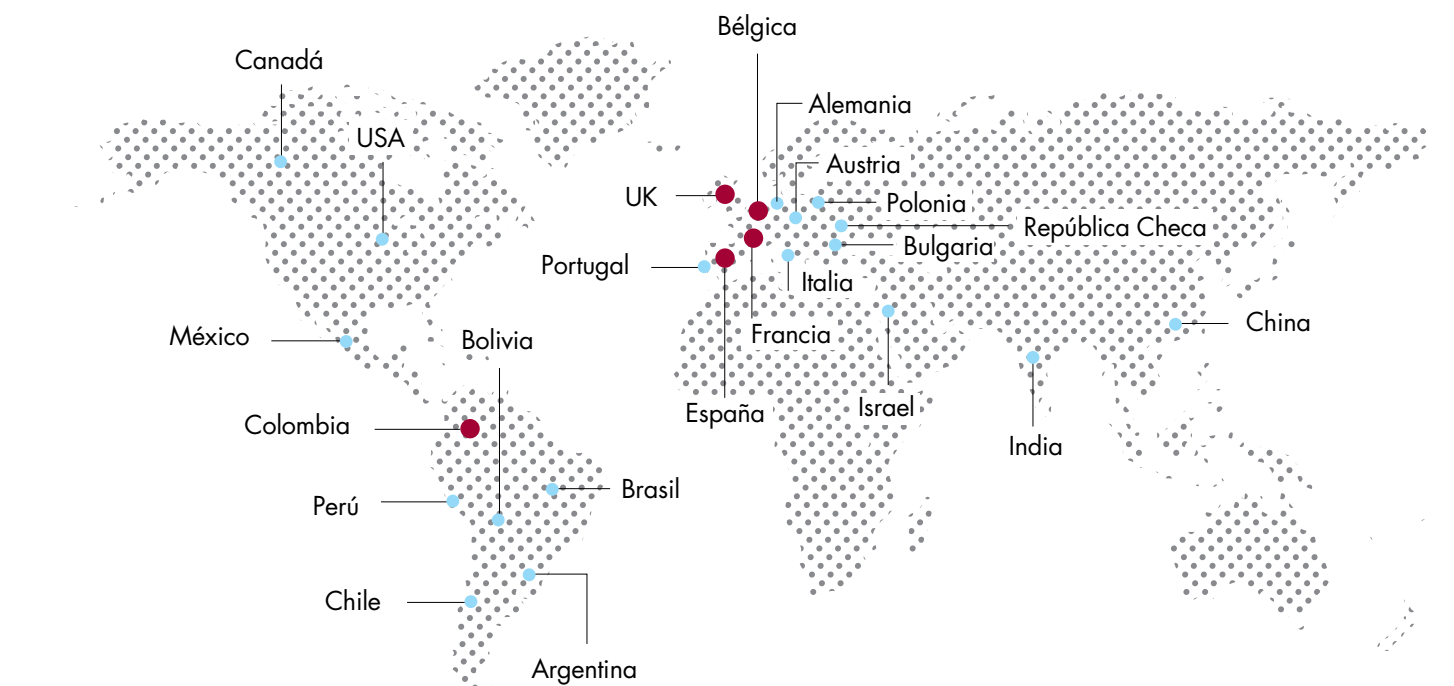 Bélgica
Canadá
Alemania
USA
Austria
UK
Polonia
República Checa
Bulgaria
Portugal
Italia
China
Francia
México
Bolivia
Israel
España
Colombia
India
Brasil
Perú
Chile
Argentina